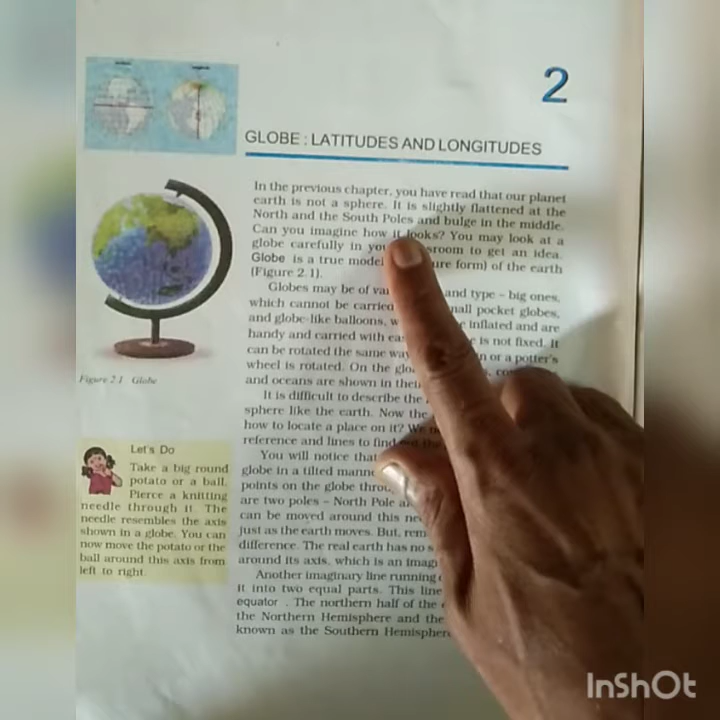 2
GLOBE : LATITUDES AND LONGITUDES
In the previous chapter, you have read that our planet
earth is not a sphere. It is slightly flattened at the
North and the South Poles and bulge in the middle.
Can you imagine how it looks? You may look at a
globe carefully in you ssroom to get an idea.
Globe is a true model ure form) of the earth
(Figure 2.1).
Globes may be of and type – big ones,
which cannot be carried small pocket globes,
and globe-like balloons, inflated and are
handy and carried with is not fixed. It
can be rotated the same way or a potter's
wheel is rotated. On the
and oceans are shown in
It is difficult to describe the
sphere like the earth. Now the
how to locate a place on it?
reference and lines to find
You will notice that
globe in a tilted
points on the globe
are two poles – North Pole
can be moved around this
just as the earth moves. But,
difference. The real earth has no
around its axis, which is an
Another imaginary line running
it into two equal parts. This line
equator . The northern half of the
the Northern Hemisphere and the
known as the Southern
Figure 2.1 Globe
Let's Do
Take a big round
potato or a ball.
Pierce a knitting
needle through it. The
needle resembles the axis
shown in a globe. You can
now move the potato or the
ball around this axis from
left to right.
InShOt